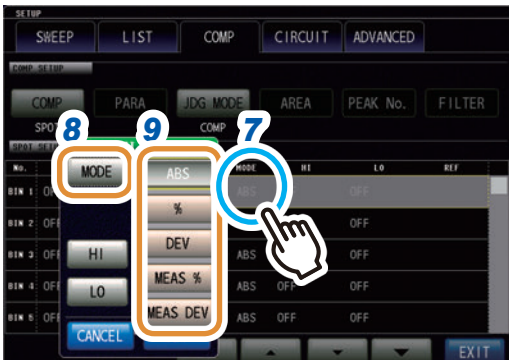 SETUP
SWEEP LIST COMP CIRCUIT ADVANCED
COMP SETUP
COMP PARA JDG MODE AREA PEAK No. FILTER
SPOT COMP
8 9 7
SPOT SETUP
No. MODE HI LO REF
MODE
ABS
BIN 1 OFF ABS OFF
%
BIN 2 OFF OFF
DEV
BIN 3 OFF HI ABS OFF
MEAS %
BIN 4 OFF LO ABS OFF OFF
MEAS DEV
BIN 5 OFF ABS OFF OFF
CANCEL
EXIT